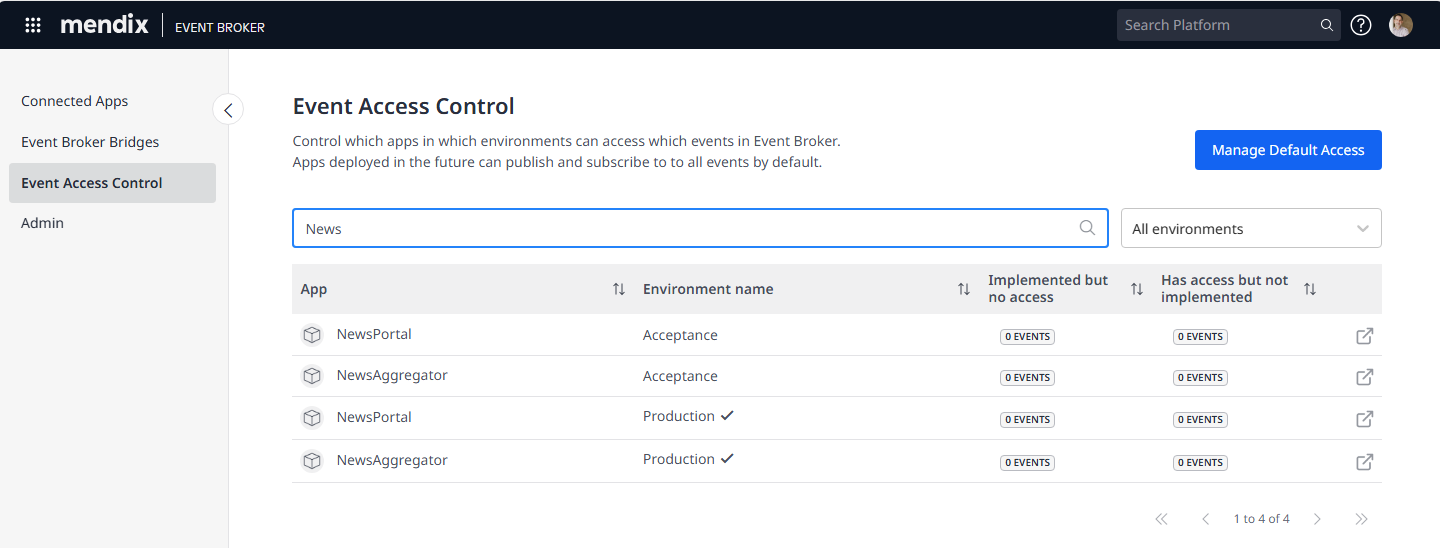 mendix EVENT BROKER Search Platform
Connected Apps
Event Broker Bridges
Event Access Control
Admin
Event Access Control
Control which apps in which environments can access which events in Event Broker.
Apps deployed in the future can publish and subscribe to to all events by default.
Manage Default Access
News
All environments
App Environment name Implemented but no access Has access but not implemented
NewsPortal Acceptance 0 EVENTS 0 EVENTS
NewsAggregator Acceptance 0 EVENTS 0 EVENTS
NewsPortal Production 0 EVENTS 0 EVENTS
NewsAggregator Production 0 EVENTS 0 EVENTS
1 to 4 of 4